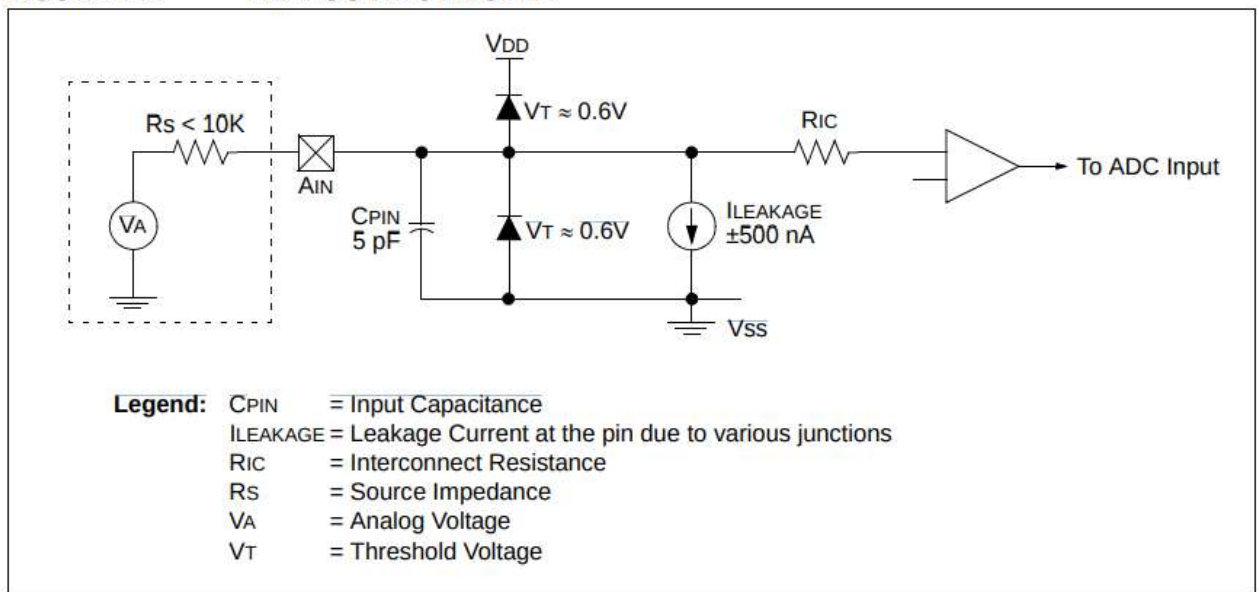 VDD
VT ≈ 0.6V
Rs < 10K
RIC
AIN
To ADC Input
VA
CPIN
5 pF
VT ≈ 0.6V
ILEAKAGE
±500 nA
VSS
Legend: CPIN = Input Capacitance
ILEAKAGE = Leakage Current at the pin due to various junctions
RIC = Interconnect Resistance
RS = Source Impedance
VA = Analog Voltage
VT = Threshold Voltage